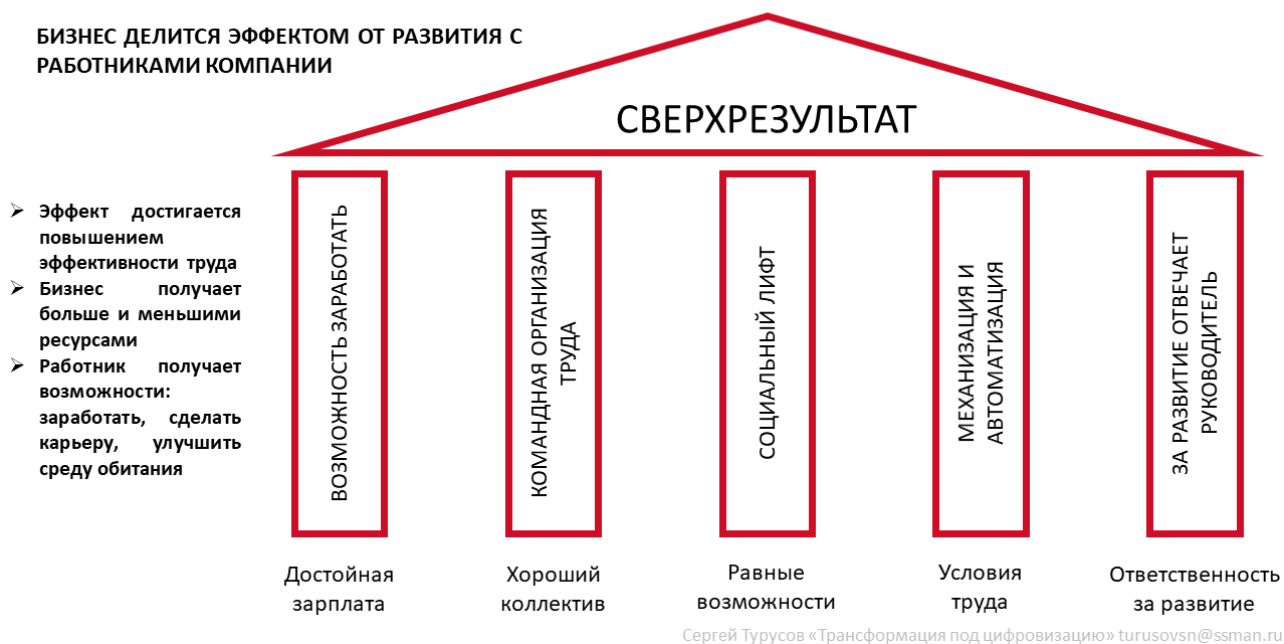 БИЗНЕС ДЕЛИТСЯ ЭФФЕКТОМ ОТ РАЗВИТИЯ С
РАБОТНИКАМИ КОМПАНИИ
СВЕРХРЕЗУЛЬТАТ
➢ Эффект достигается
повышением
эффективности труда
➢ Бизнес получает
больше и меньшими
ресурсами
➢ Работник получает
возможности:
заработать, сделать
карьеру, улучшить
среду обитания
ВОЗМОЖНОСТЬ ЗАРАБОТАТЬ
КОМАНДНАЯ ОРГАНИЗАЦИЯ
ТРУДА
СОЦИАЛЬНЫЙ ЛИФТ
МЕХАНИЗАЦИЯ И
АВТОМАТИЗАЦИЯ
ЗА РАЗВИТИЕ ОТВЕЧАЕТ
РУКОВОДИТЕЛЬ
Достойная
зарплата
Хороший
коллектив
Равные
возможности
Условия
труда
Ответственность
за развитие
Сергей Турусов «Трансформация под цифровизацию» turusovsn@ssman.ru